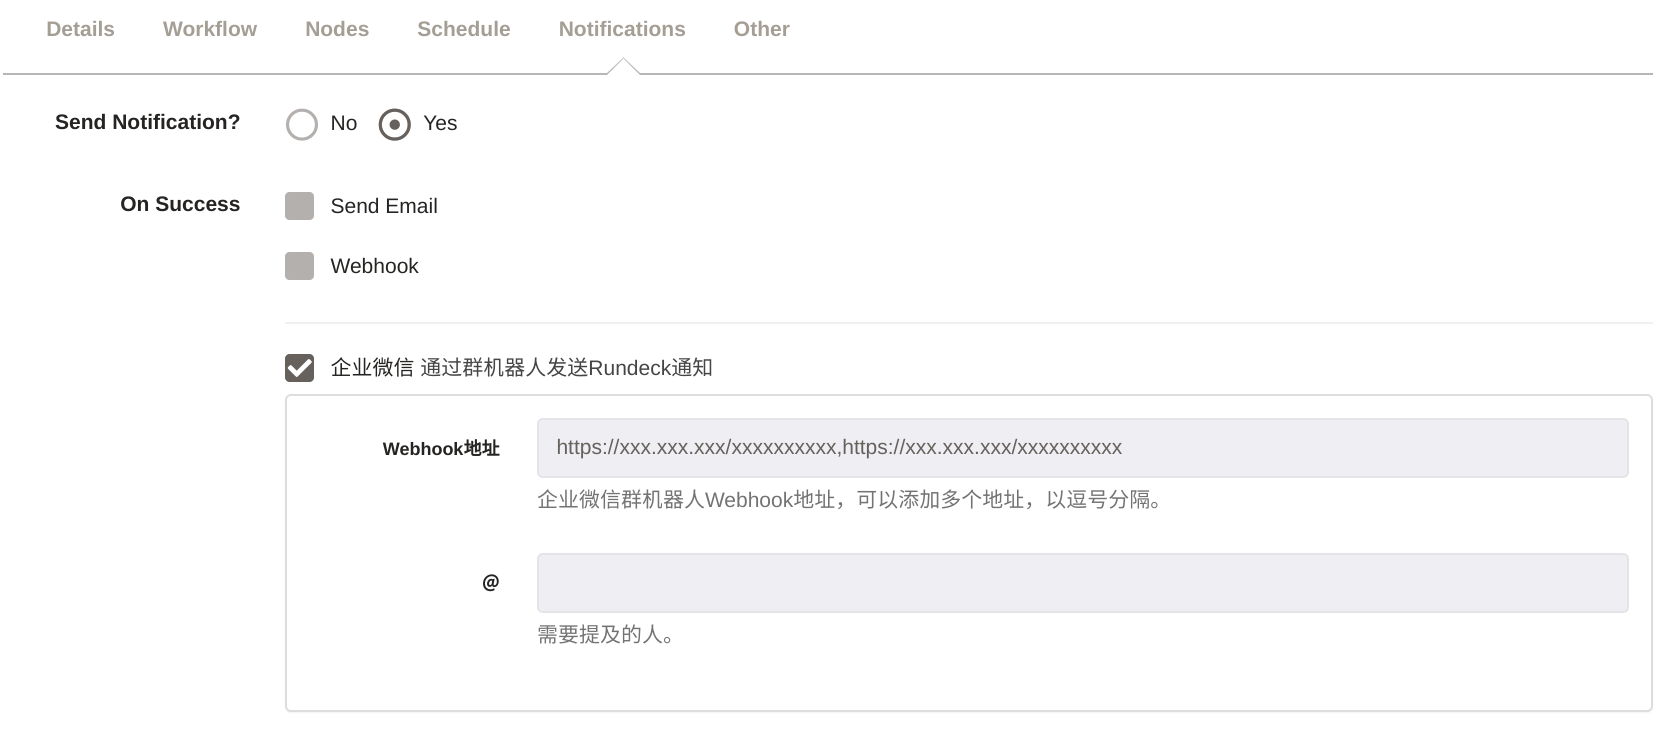 Details Workflow Nodes Schedule Notifications Other
Send Notification? No Yes
On Success Send Email
Webhook
企业微信 通过群机器人发送Rundeck通知
Webhook地址 https://xxx.xxx.xxx/xxxxxxxxxx,https://xxx.xxx.xxx/xxxxxxxxxx
企业微信群机器人Webhook地址，可以添加多个地址，以逗号分隔。
@
需要提及的人。